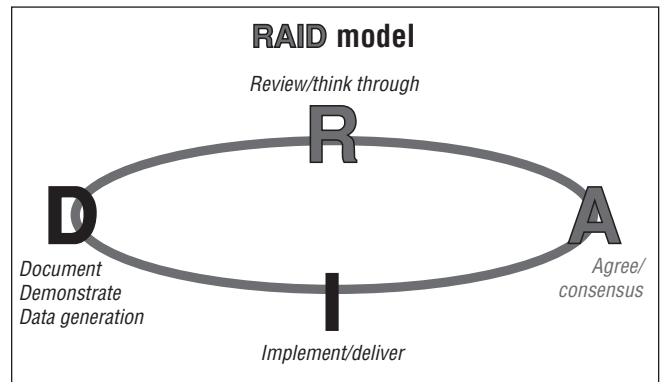 RAID model
Review/think through
R
D
A
Document
Demonstrate
Data generation
Agree/
consensus
I
Implement/deliver